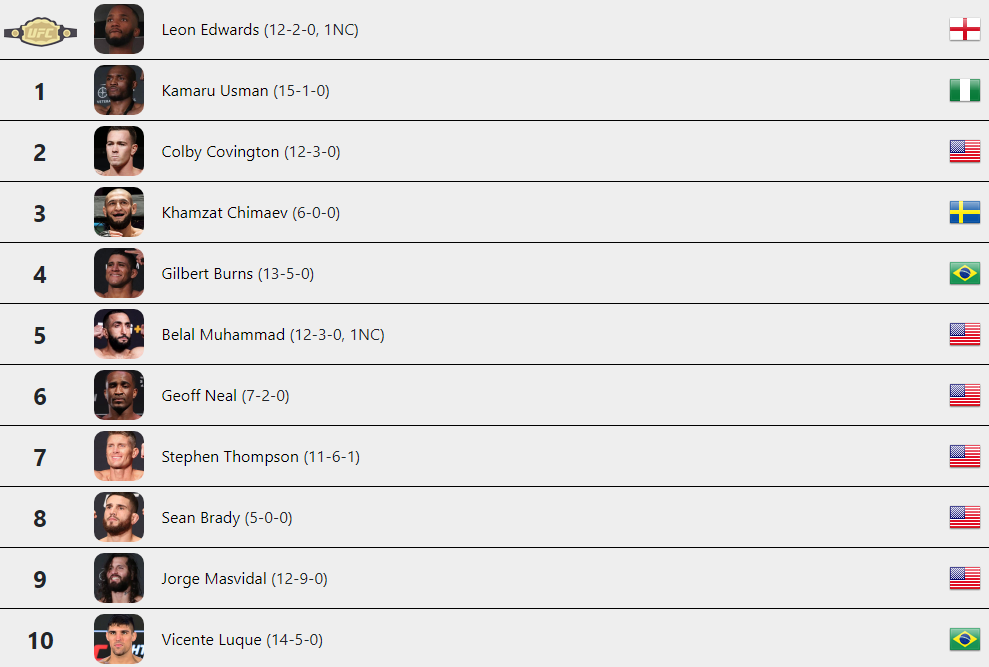 UFC
Leon Edwards (12-2-0, 1NC)
1 Kamaru Usman (15-1-0)
2 Colby Covington (12-3-0)
3 Khamzat Chimaev (6-0-0)
4 Gilbert Burns (13-5-0)
5 Belal Muhammad (12-3-0, 1NC)
6 Geoff Neal (7-2-0)
7 Stephen Thompson (11-6-1)
8 Sean Brady (5-0-0)
9 Jorge Masvidal (12-9-0)
10 Vicente Luque (14-5-0)